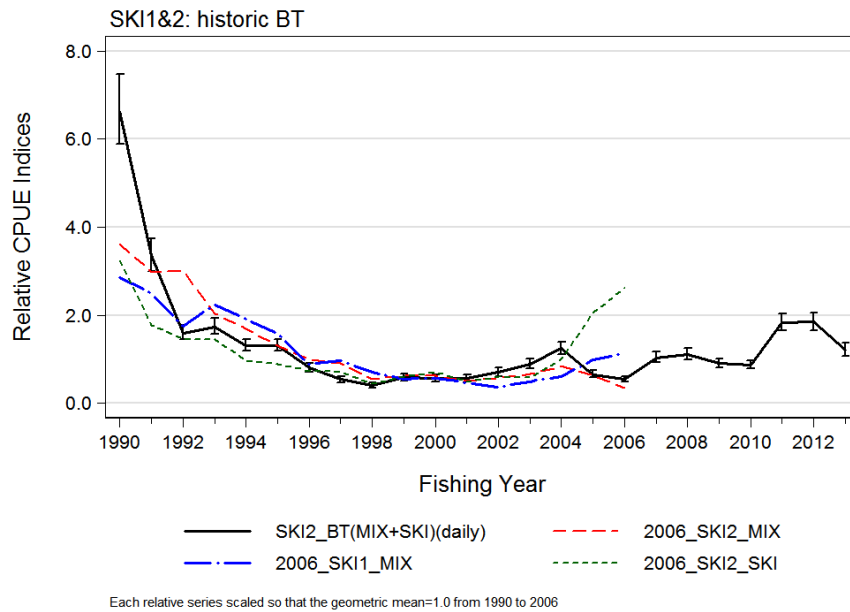 SKI1&2: historic BT
8.0
6.0
4.0
2.0
0.0
Relative CPUE Indices
1990 1992 1994 1996 1998 2000 2002 2004 2006 2008 2010 2012
Fishing Year
SKI2_BT(MIX+SKI)(daily) 2006_SKI2_MIX
2006_SKI1_MIX 2006_SKI2_SKI
Each relative series scaled so that the geometric mean=1.0 from 1990 to 2006